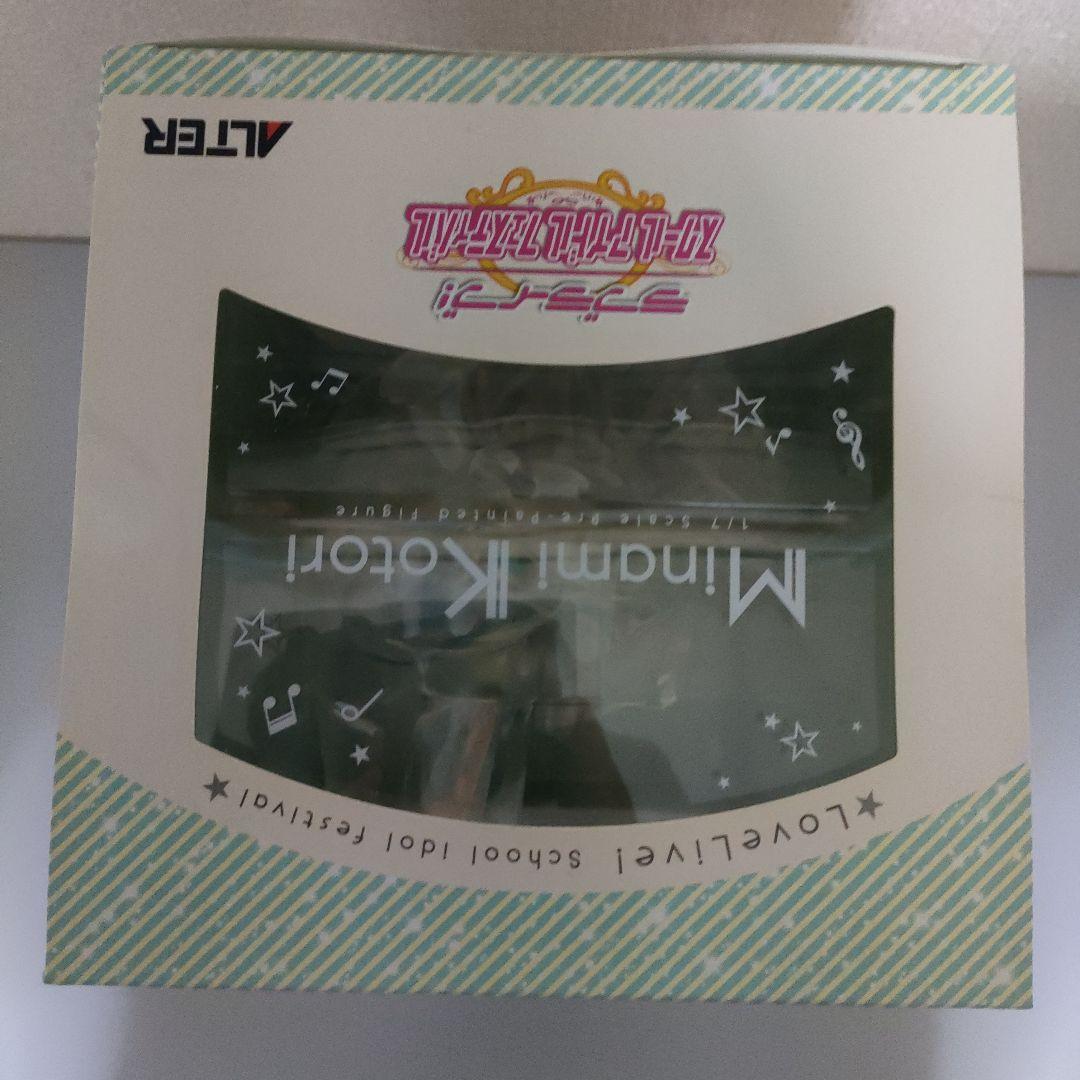 ★LoveLive! School idol festival★
Minami Kotori
1/7 Scale Pre-Painted Figure
ラブライブ!
スクールアイドルフェスティバル
ALTER